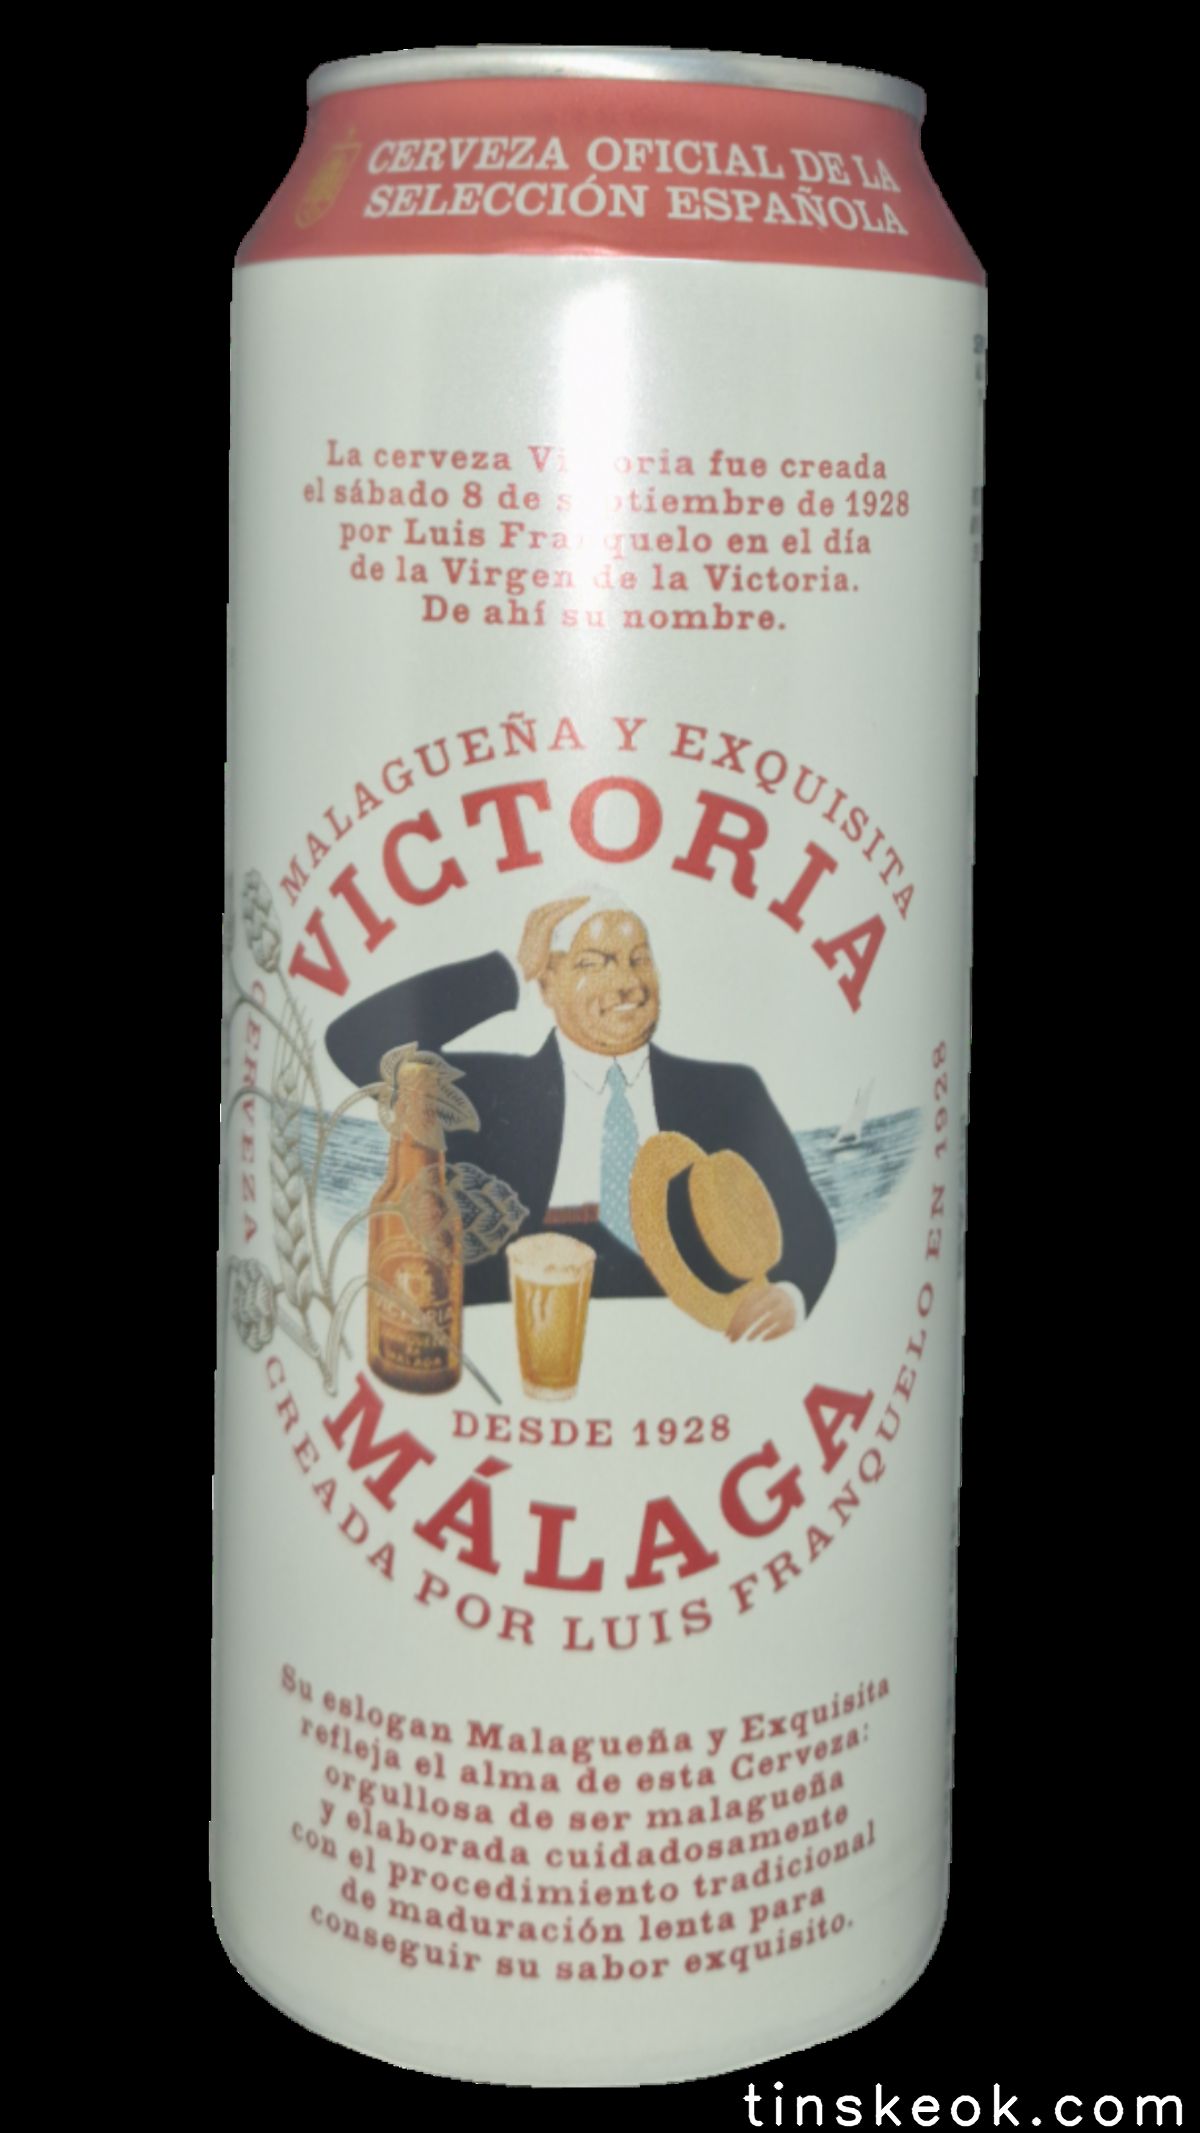 CERVEZA OFICIAL DE LA
SELECCIÓN ESPAÑOLA
La cerveza Victoria fue creada
el sábado 8 de septiembre de 1928
por Luis Franquelo en el día
de la Virgen de la Victoria.
De ahí su nombre.
MALAGUEÑA Y EXQUISITA
VICTORIA
CERVEZA
VICTORIA
MALAGA
DESDE 1928
MÁLAGA
CREADA POR LUIS FRANQUELO EN 1928
Su eslogan Malagueña y Exquisita
refleja el alma de esta Cerveza:
orgullosa de ser malagueña
y elaborada cuidadosamente
con el procedimiento tradicional
de maduración lenta para
conseguir su sabor exquisito.
tinskeok.com